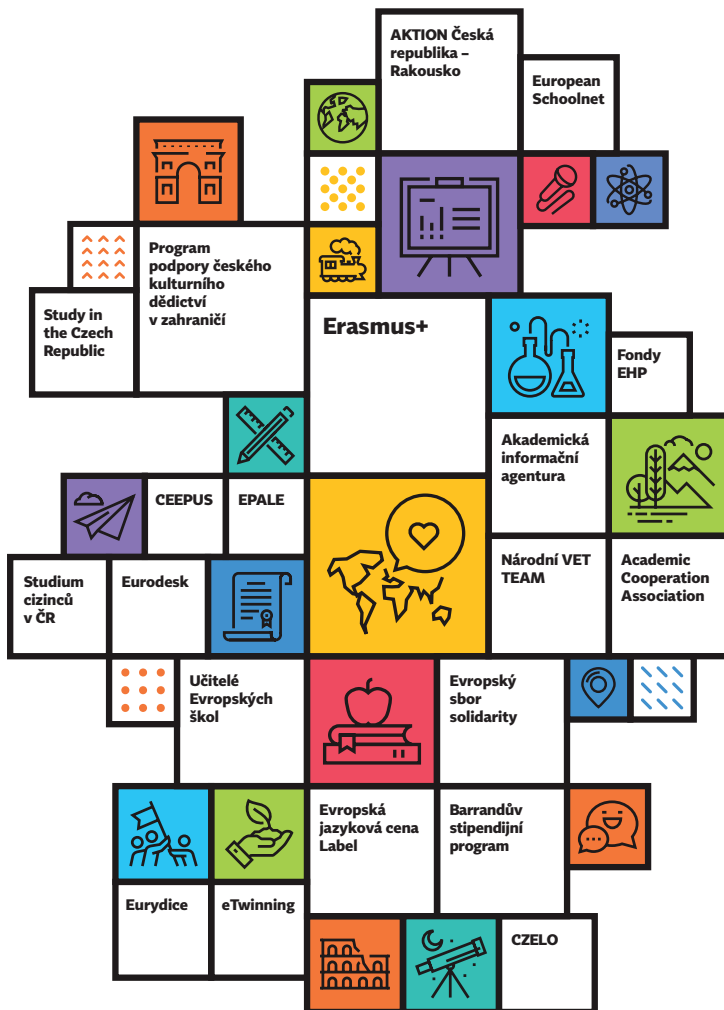 AKTION Česká
republika –
Rakousko
European
Schoolnet
Program
podpory českého
kulturního
dědictví
v zahraničí
Study in
the Czech
Republic
Erasmus+
Fondy
EHP
Akademická
informační
agentura
CEEPUS
EPALE
Studium
cizinců
v ČR
Eurodesk
Národní VET
TEAM
Academic
Cooperation
Association
Učitelé
Evropských
škol
Evropský
sbor
solidarity
Evropská
jazyková cena
Label
Barrandův
stipendijní
program
Eurydice
eTwinning
CZELO